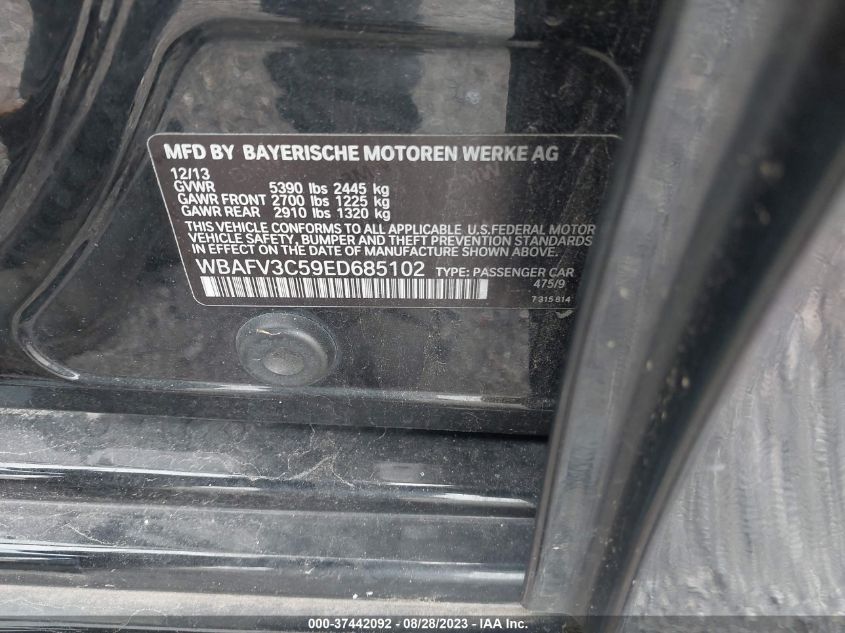 MFD BY BAYERISCHE MOTOREN WERKE AG
12/13
GVWR 5390 lbs 2445 kg
GAWR FRONT 2700 lbs 1225 kg
GAWR REAR 2910 lbs 1320 kg
THIS VEHICLE CONFORMS TO ALL APPLICABLE U.S.FEDERAL MOTOR
VEHICLE SAFETY, BUMPER AND THEFT PREVENTION STANDARDS
IN EFFECT ON THE DATE OF MANUFACTURE SHOWN ABOVE.
WBAFV3C59ED685102 TYPE: PASSENGER CAR
475/9
7 315 814
000-37442092 - 08/28/2023 - IAA Inc.